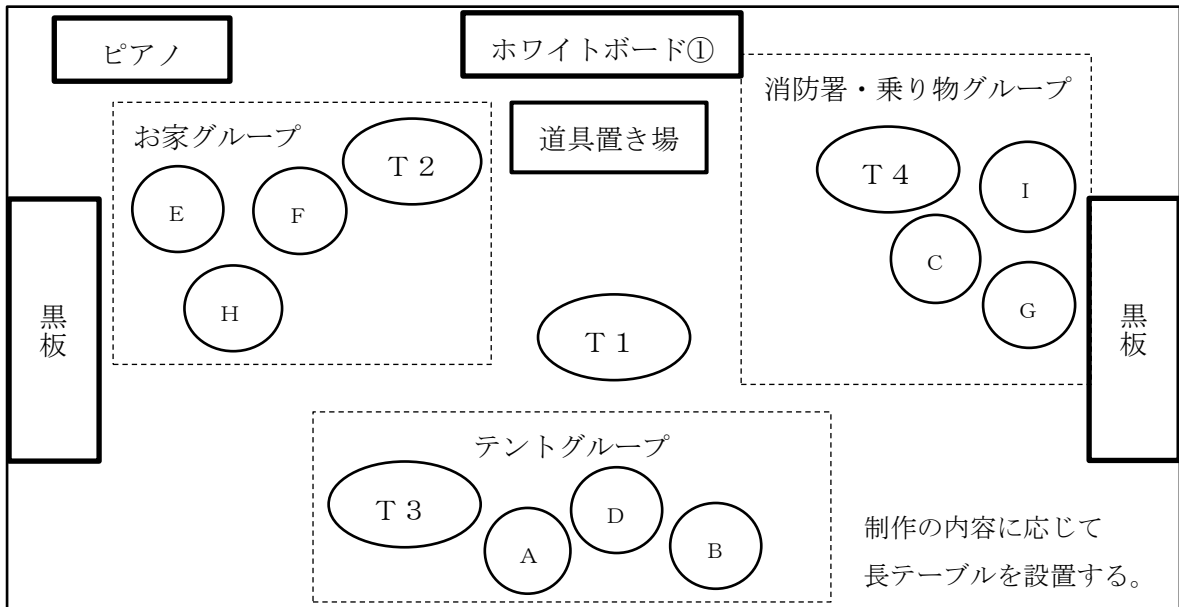 ピアノ
ホワイトボード①
消防署・乗り物グループ
お家グループ
T2
道具置き場
T4
E
F
I
C
H
G
黒板
T1
黒板
テントグループ
T3
D
A
B
制作の内容に応じて
長テーブルを設置する。